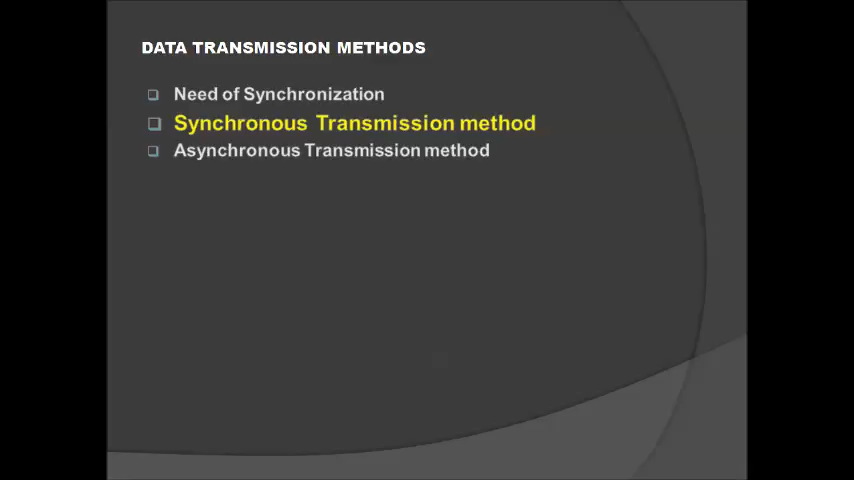 DATA TRANSMISSION METHODS
Need of Synchronization
Synchronous Transmission method
Asynchronous Transmission method